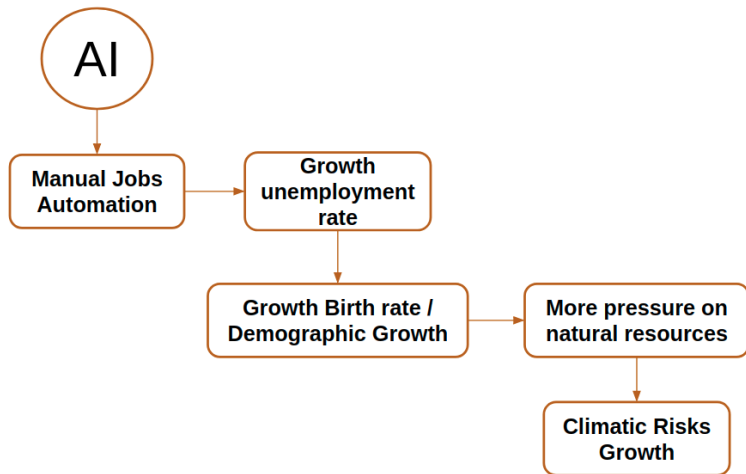 AI
Manual Jobs
Automation
Growth
unemployment
rate
Growth Birth rate /
Demographic Growth
More pressure on
natural resources
Climatic Risks
Growth